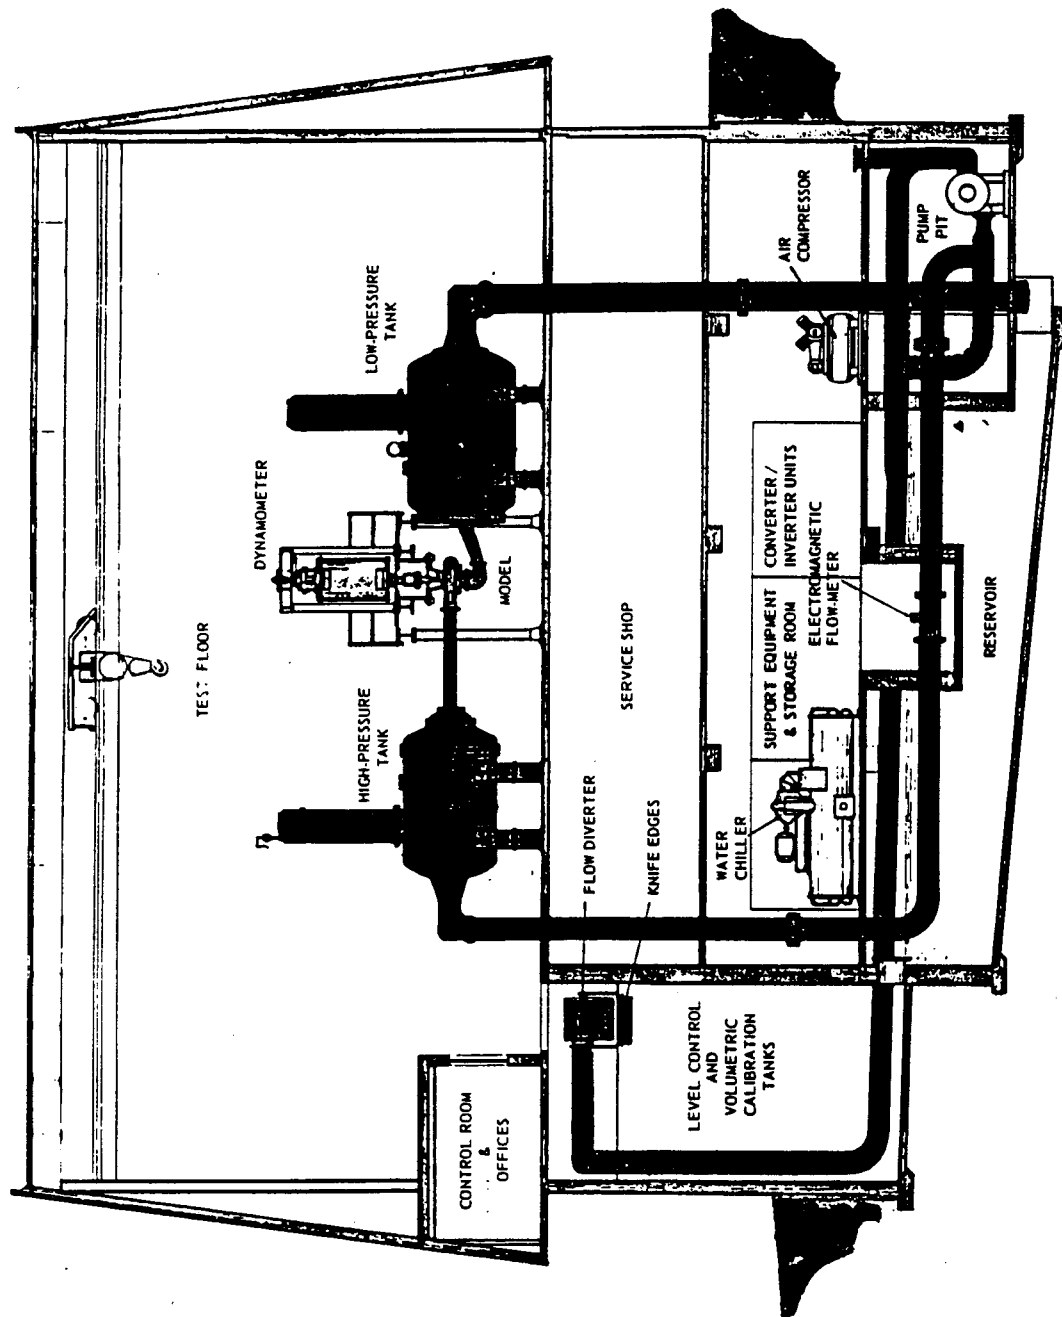 TEST FLOOR
DYNAMOMETER
HIGH-PRESSURE
TANK
LOW-PRESSURE
TANK
MODEL
CONTROL ROOM
&
OFFICES
FLOW DIVERTER
KNIFE EDGES
SERVICE SHOP
LEVEL CONTROL
AND
VOLUMETRIC
CALIBRATION
TANKS
WATER
CHILLER
SUPPORT EQUIPMENT
& STORAGE ROOM
CONVERTER/
INVERTER UNITS
ELECTROMAGNETIC
FLOW-METER
AIR
COMPRESSOR
PUMP
PIT
RESERVOIR